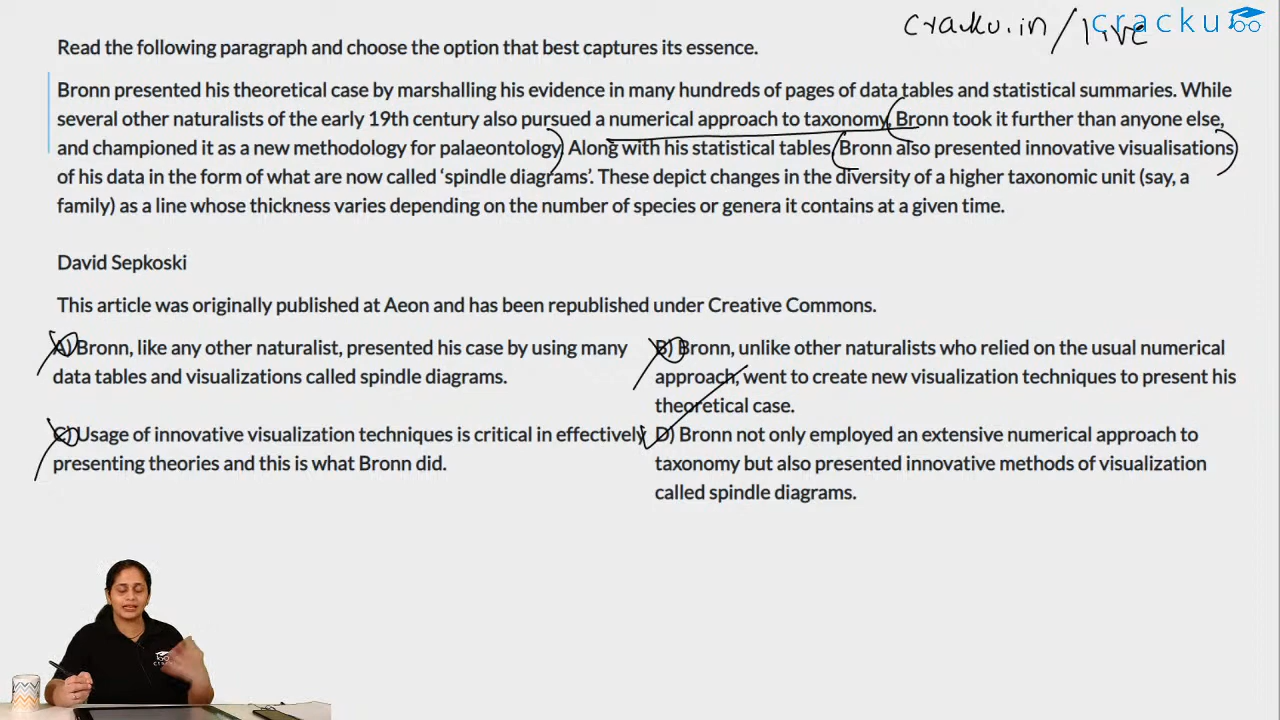 cracku.in/live
cracku
Read the following paragraph and choose the option that best captures its essence.
Bronn presented his theoretical case by marshalling his evidence in many hundreds of pages of data tables and statistical summaries. While
several other naturalists of the early 19th century also pursued a numerical approach to taxonomy, Bronn took it further than anyone else,
and championed it as a new methodology for palaeontology. Along with his statistical tables, Bronn also presented innovative visualisations
of his data in the form of what are now called ‘spindle diagrams’. These depict changes in the diversity of a higher taxonomic unit (say, a
family) as a line whose thickness varies depending on the number of species or genera it contains at a given time.
David Sepkoski
This article was originally published at Aeon and has been republished under Creative Commons.
A) Bronn, like any other naturalist, presented his case by using many
data tables and visualizations called spindle diagrams.
B) Bronn, unlike other naturalists who relied on the usual numerical
approach, went to create new visualization techniques to present his
theoretical case.
C) Usage of innovative visualization techniques is critical in effectively
presenting theories and this is what Bronn did.
D) Bronn not only employed an extensive numerical approach to
taxonomy but also presented innovative methods of visualization
called spindle diagrams.